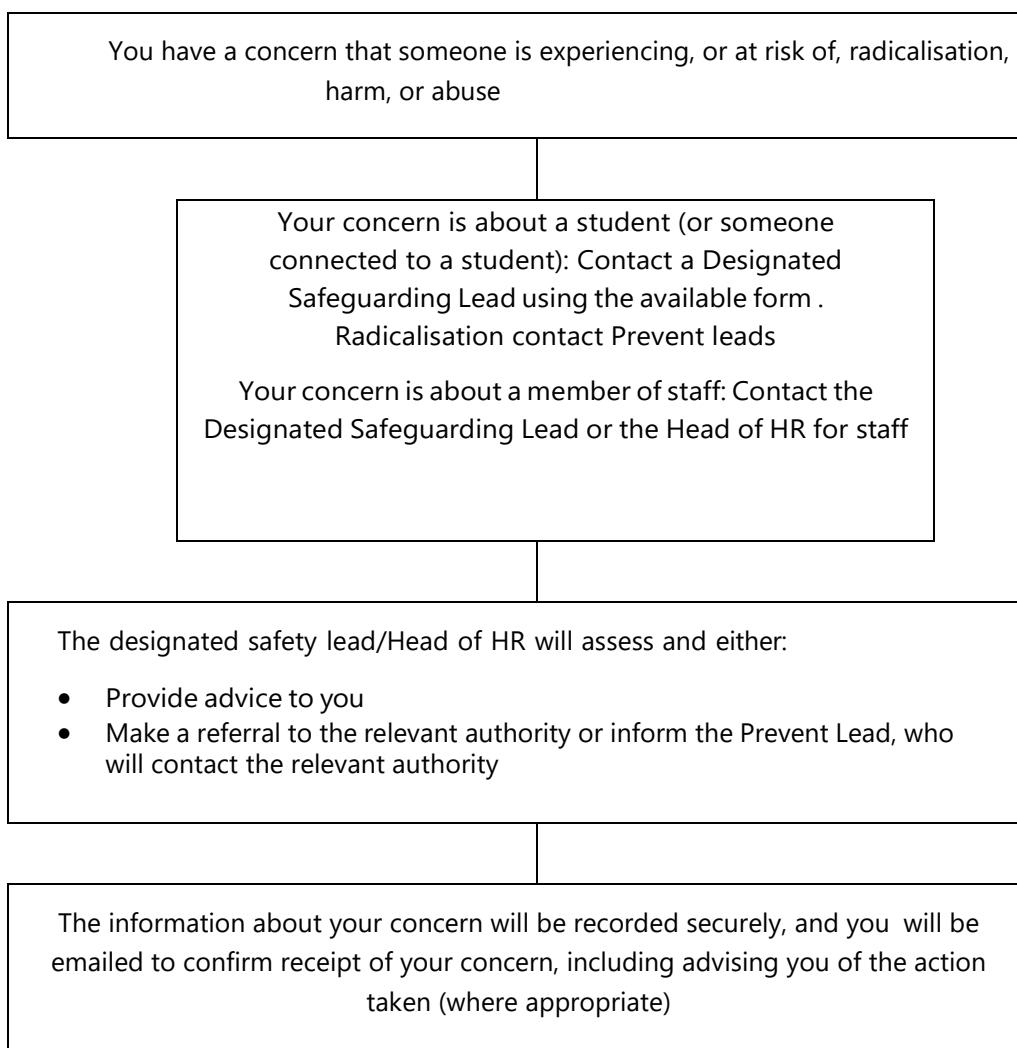 You have a concern that someone is experiencing, or at risk of, radicalisation,
harm, or abuse
Your concern is about a student (or someone
connected to a student): Contact a Designated
Safeguarding Lead using the available form .
Radicalisation contact Prevent leads
Your concern is about a member of staff: Contact the
Designated Safeguarding Lead or the Head of HR for staff
The designated safety lead/Head of HR will assess and either:
• Provide advice to you
• Make a referral to the relevant authority or inform the Prevent Lead, who
will contact the relevant authority
The information about your concern will be recorded securely, and you will be
emailed to confirm receipt of your concern, including advising you of the action
taken (where appropriate)